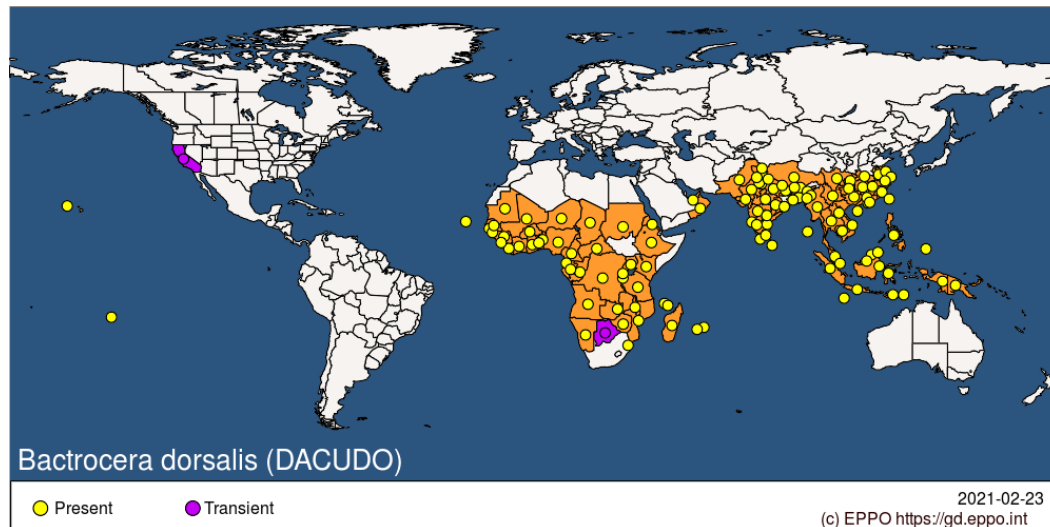 Bactrocera dorsalis (DACUDO)
Present
Transient
2021-02-23
(c) EPPO https://gd.eppo.int